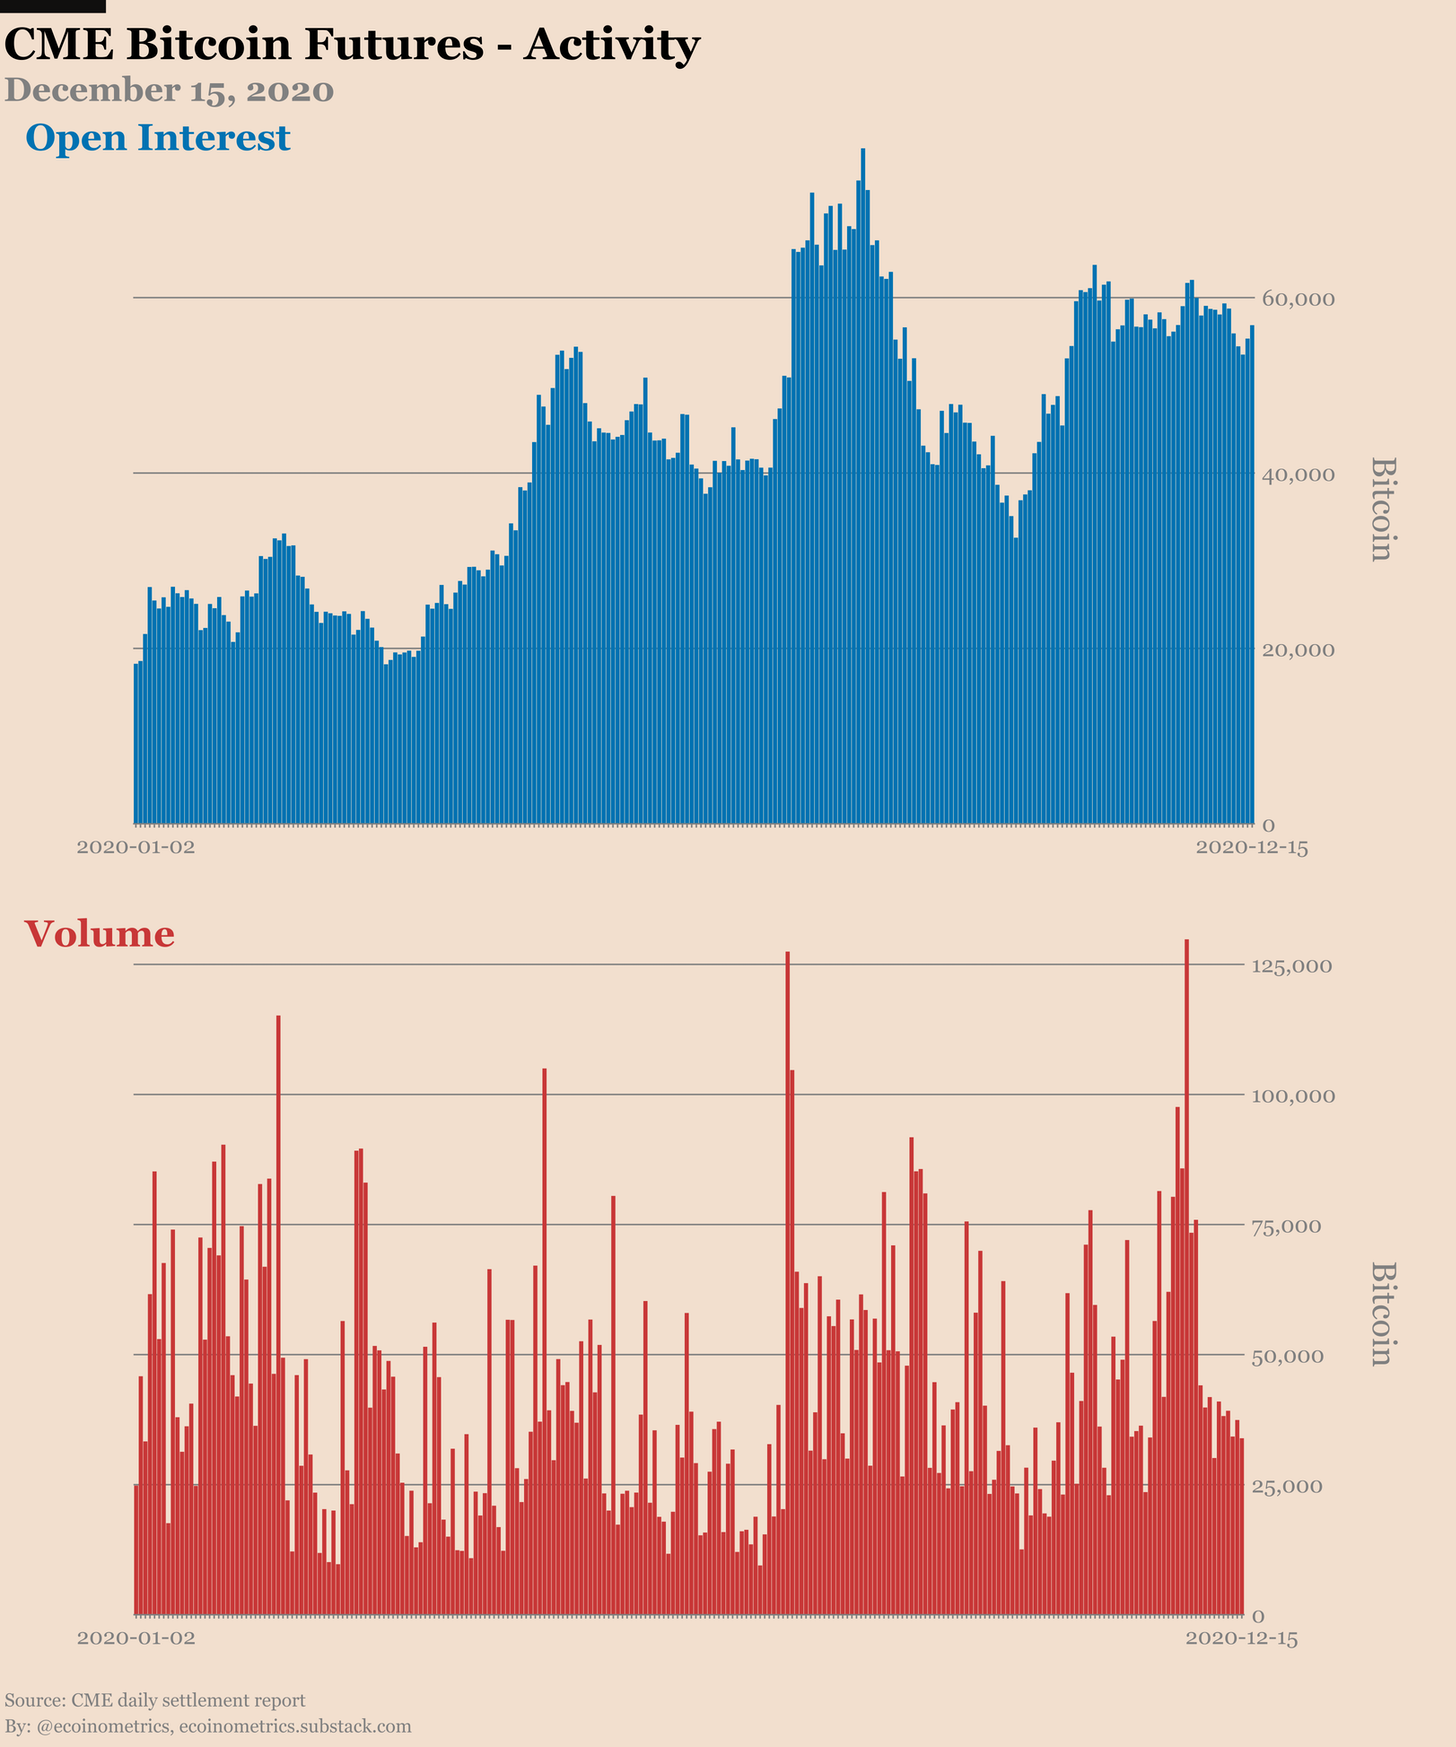 CME Bitcoin Futures - Activity
December 15, 2020
Open Interest
60,000
40,000
20,000
0
Bitcoin
2020-01-02
2020-12-15
Volume
125,000
100,000
75,000
50,000
25,000
0
Bitcoin
2020-01-02
2020-12-15
Source: CME daily settlement report
By: @ecoinometrics, ecoinometrics.substack.com